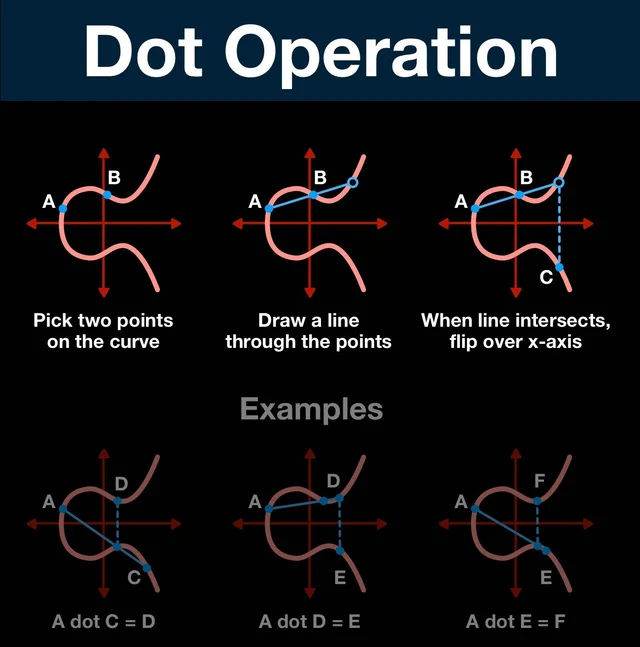 Dot Operation
A
B
A
B
A
B
C
Pick two points
on the curve
Draw a line
through the points
When line intersects,
flip over x-axis
Examples
A
D
C
A
D
E
A
F
E
A dot C = D
A dot D = E
A dot E = F